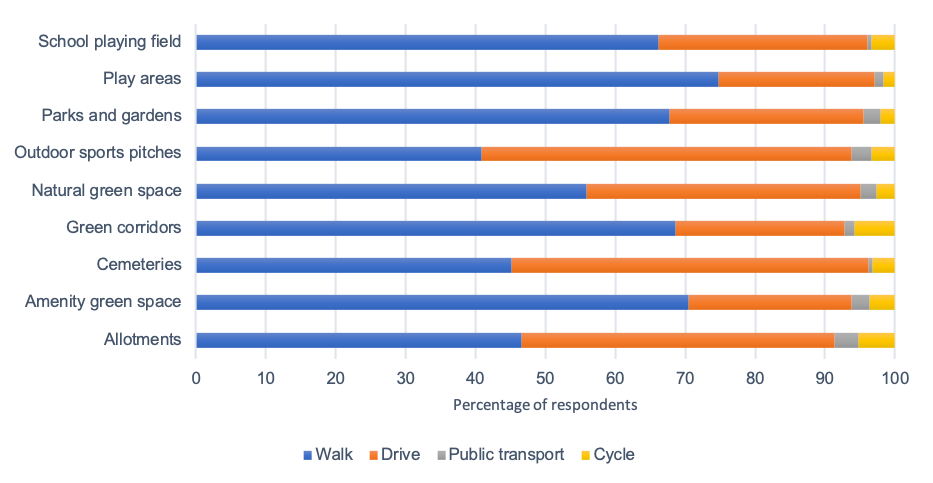 School playing field
Play areas
Parks and gardens
Outdoor sports pitches
Natural green space
Green corridors
Cemeteries
Amenity green space
Allotments
0 10 20 30 40 50 60 70 80 90 100
Percentage of respondents
Walk Drive Public transport Cycle